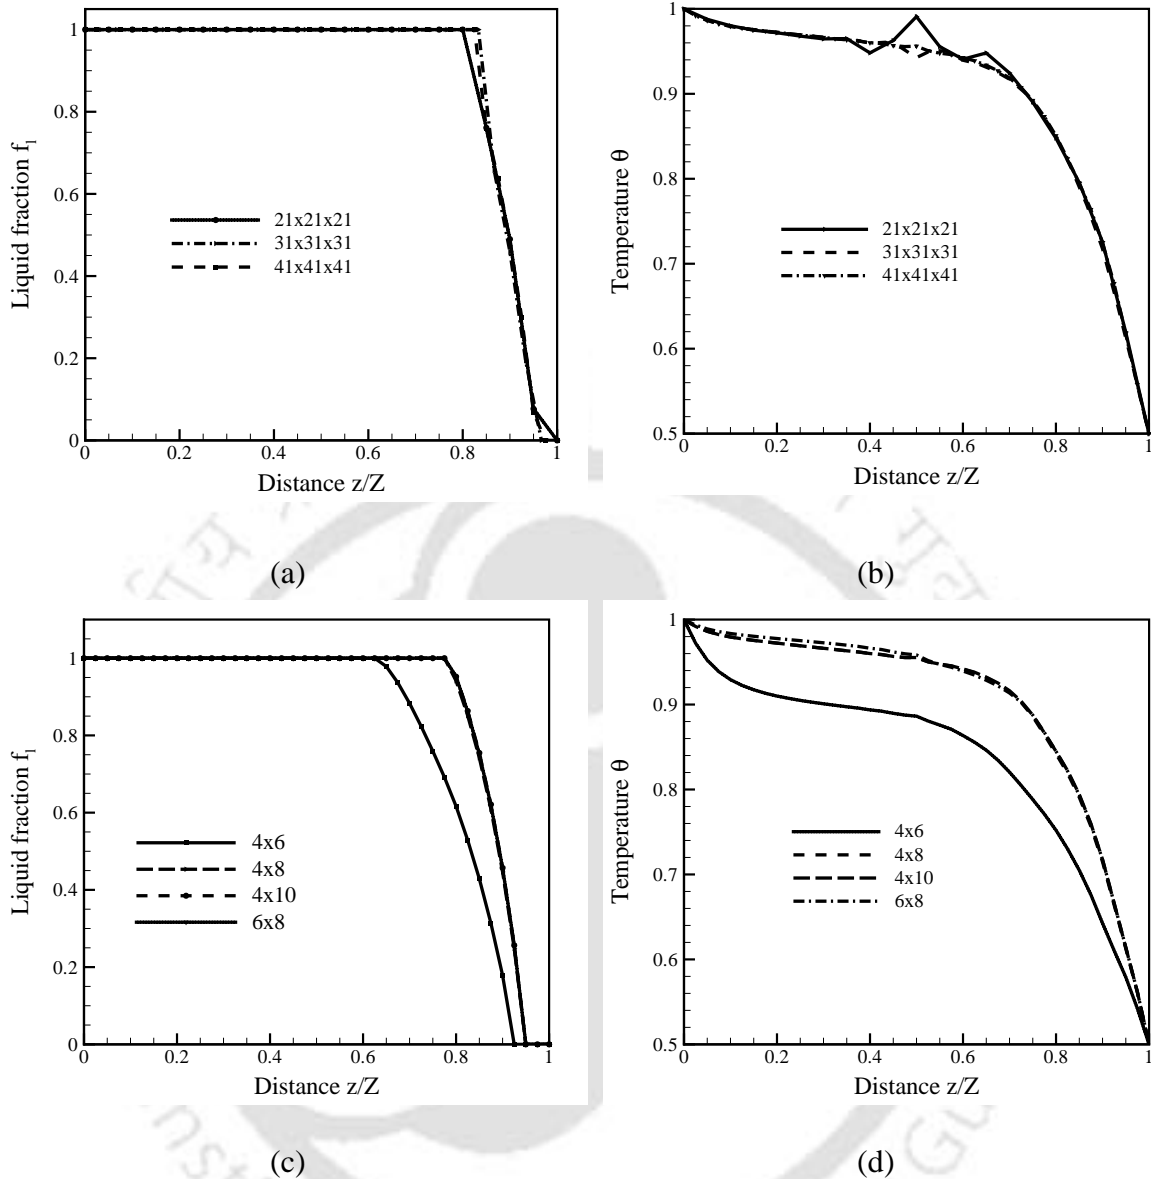 1
0.8
0.6
0.4
0.2
0
Liquid fraction f_l
21x21x21
31x31x31
41x41x41
0 0.2 0.4 0.6 0.8 1
Distance z/Z
(a)
1
0.9
0.8
0.7
0.6
0.5
Temperature θ
21x21x21
31x31x31
41x41x41
0 0.2 0.4 0.6 0.8 1
Distance z/Z
(b)
1
0.8
0.6
0.4
0.2
0
Liquid fraction f_l
4x6
4x8
4x10
6x8
0 0.2 0.4 0.6 0.8 1
Distance z/Z
(c)
1
0.9
0.8
0.7
0.6
0.5
Temperature θ
4x6
4x8
4x10
6x8
0 0.2 0.4 0.6 0.8 1
Distance z/Z
(d)